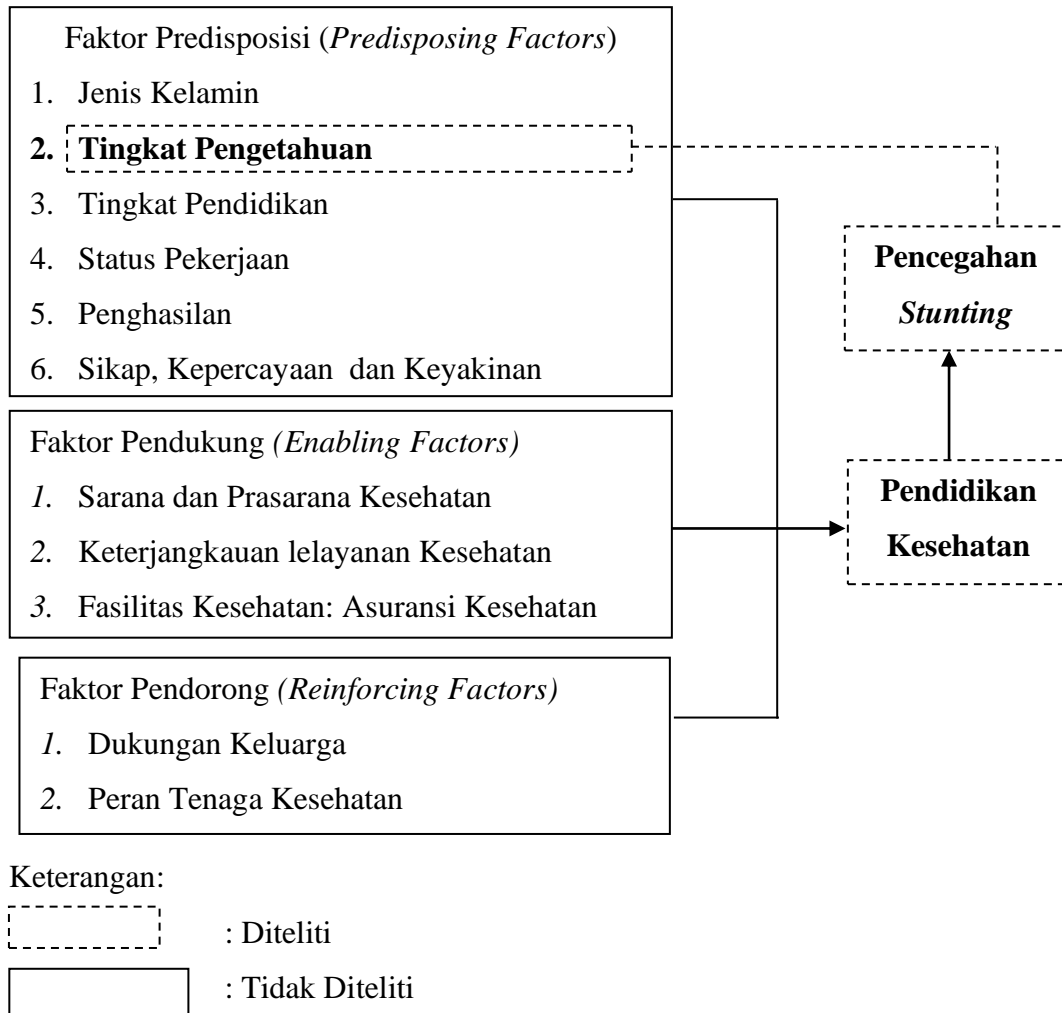 Faktor Predisposisi (Predisposing Factors)
1. Jenis Kelamin
2. Tingkat Pengetahuan
3. Tingkat Pendidikan
4. Status Pekerjaan
5. Penghasilan
6. Sikap, Kepercayaan dan Keyakinan
Faktor Pendukung (Enabling Factors)
1. Sarana dan Prasarana Kesehatan
2. Keterjangkauan lelayanan Kesehatan
3. Fasilitas Kesehatan: Asuransi Kesehatan
Faktor Pendorong (Reinforcing Factors)
1. Dukungan Keluarga
2. Peran Tenaga Kesehatan
Pencegahan
Stunting
Pendidikan
Kesehatan
Keterangan:
: Diteliti
: Tidak Diteliti